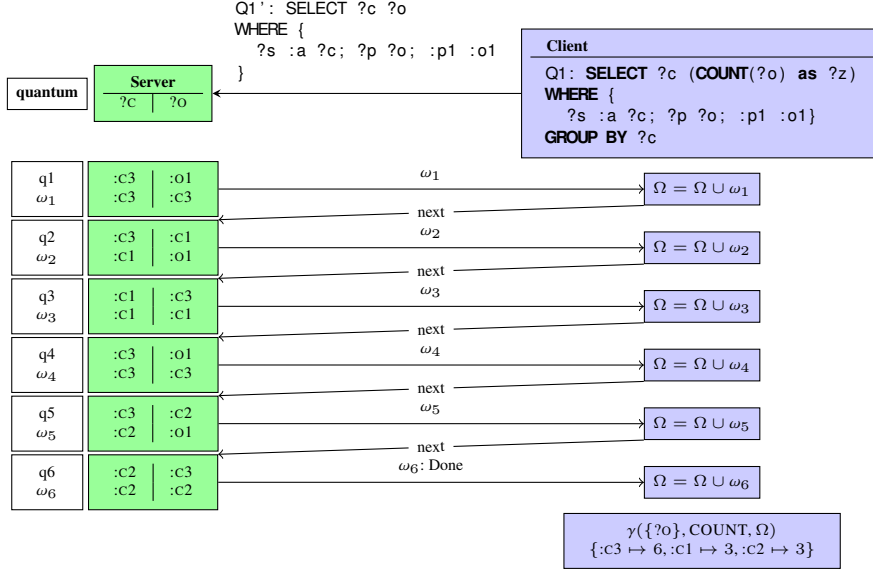 Q1': SELECT ?c ?o
WHERE {
?s :a ?c; ?p ?o; :p1 :o1
}
Client
Q1: SELECT ?c (COUNT(?o) as ?z)
WHERE {
?s :a ?c; ?p ?o; :p1 :o1}
GROUP BY ?c
quantum
Server
?c ?o
q1 :c3 :o1
ω1 :c3 :c3
ω1
Ω = Ω ∪ ω1
next
q2 :c3 :c1
ω2 :c1 :o1
ω2
Ω = Ω ∪ ω2
next
q3 :c1 :c3
ω3 :c1 :c1
ω3
Ω = Ω ∪ ω3
next
q4 :c3 :o1
ω4 :c3 :c3
ω4
Ω = Ω ∪ ω4
next
q5 :c3 :c2
ω5 :c2 :o1
ω5
Ω = Ω ∪ ω5
next
q6 :c2 :c3
ω6 :c2 :c2
ω6: Done
Ω = Ω ∪ ω6
γ({?o}, COUNT, Ω)
{:c3 ↦ 6, :c1 ↦ 3, :c2 ↦ 3}